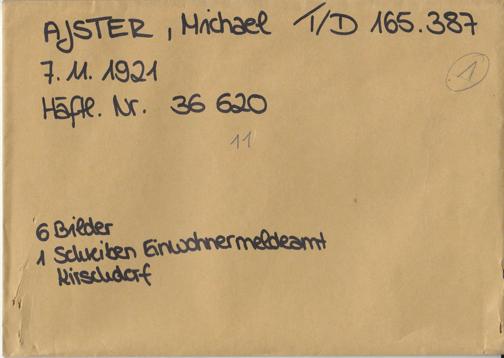 AJSTER, Michael T/D 165.387
7. 11. 1921
1
Häftl. Nr. 36 620
11
6 Bilder
1 Schreiben Einwohnermeldeamt
Kirschdorf